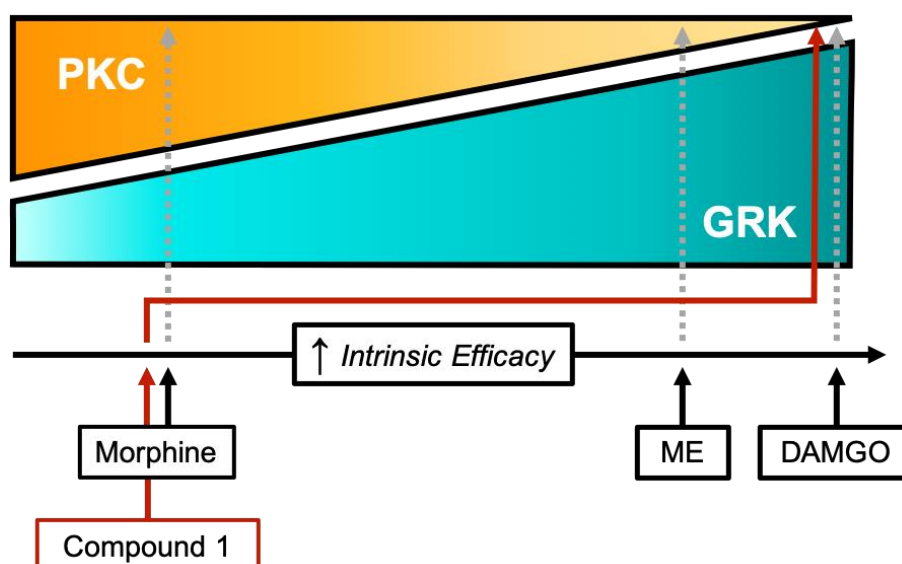 PKC
GRK
↑ Intrinsic Efficacy
Morphine
ME
DAMGO
Compound 1